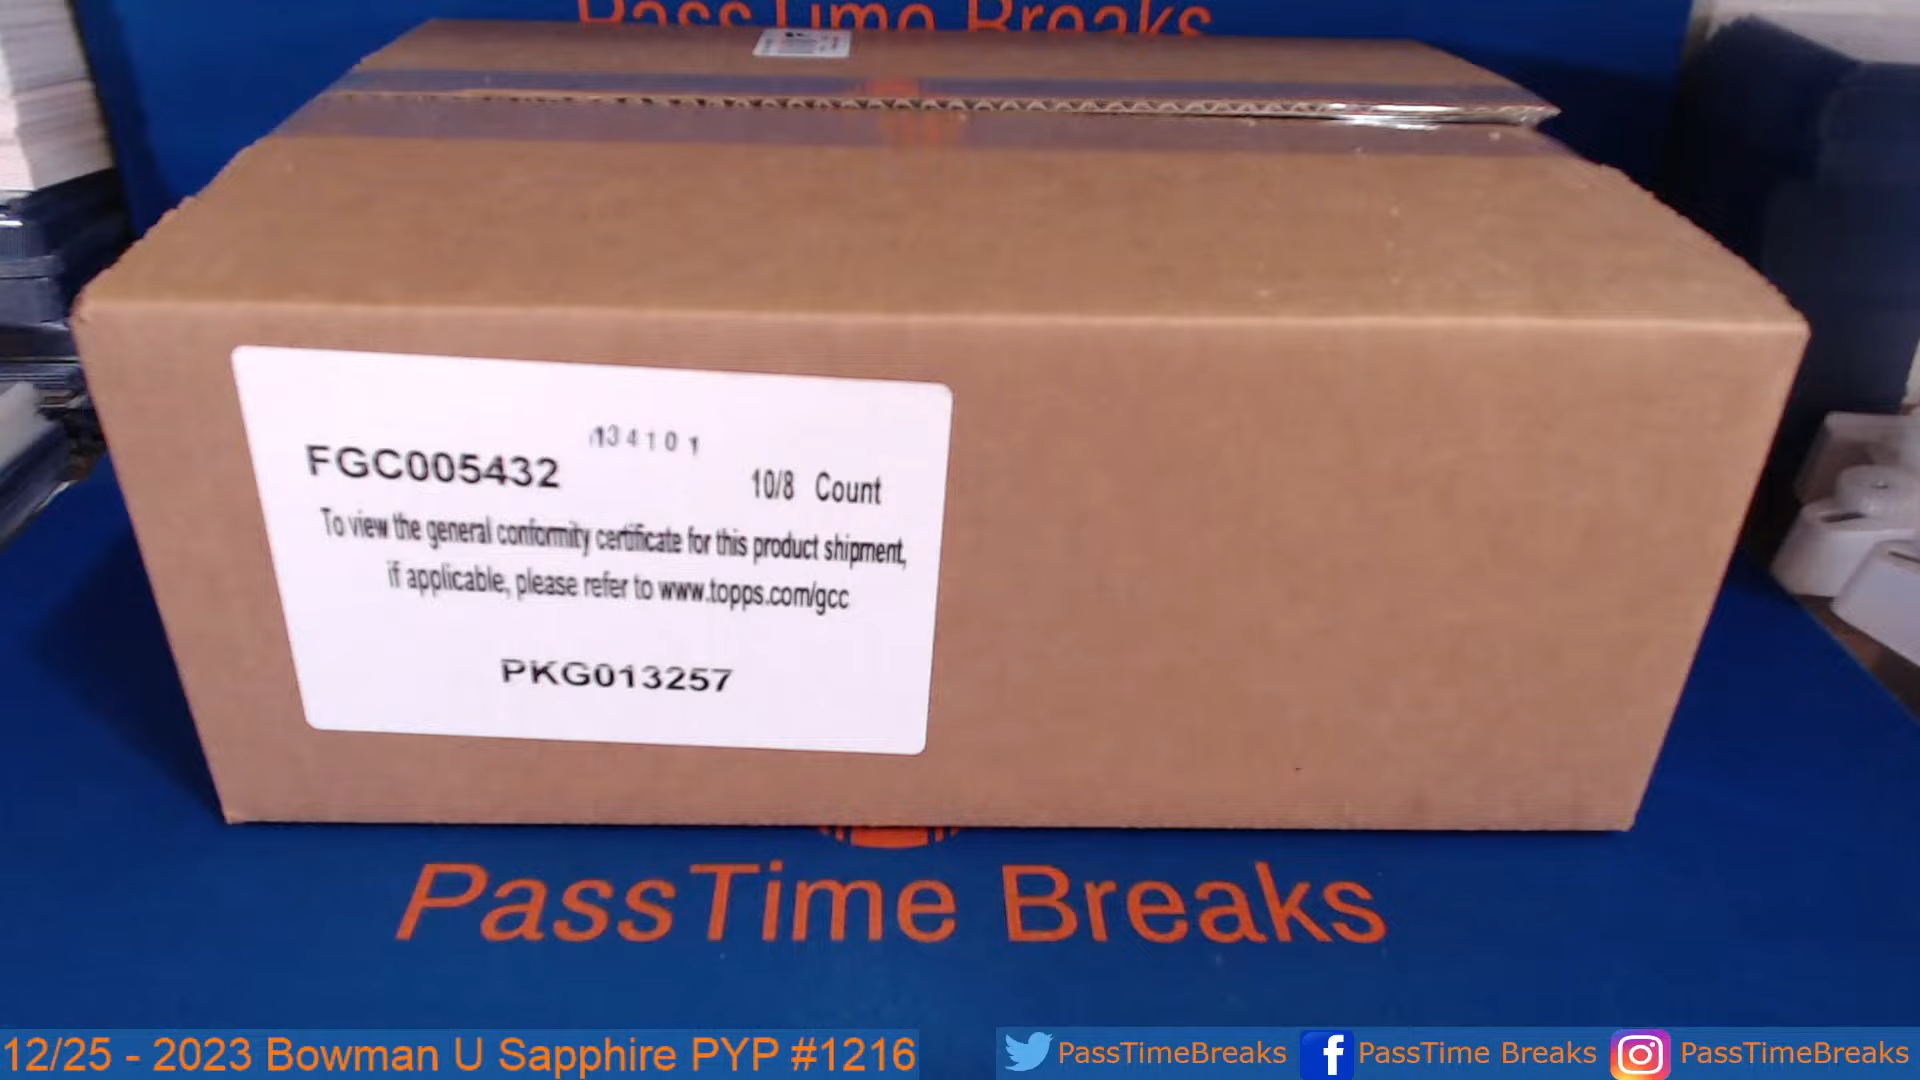 PassTime Breaks
134101
FGC005432
10/8 Count
To view the general conformity certificate for this product shipment,
if applicable, please refer to www.topps.com/gcc
PKG013257
PassTime Breaks
12/25 - 2023 Bowman U Sapphire PYP #1216
PassTimeBreaks
PassTime Breaks
PassTimeBreaks